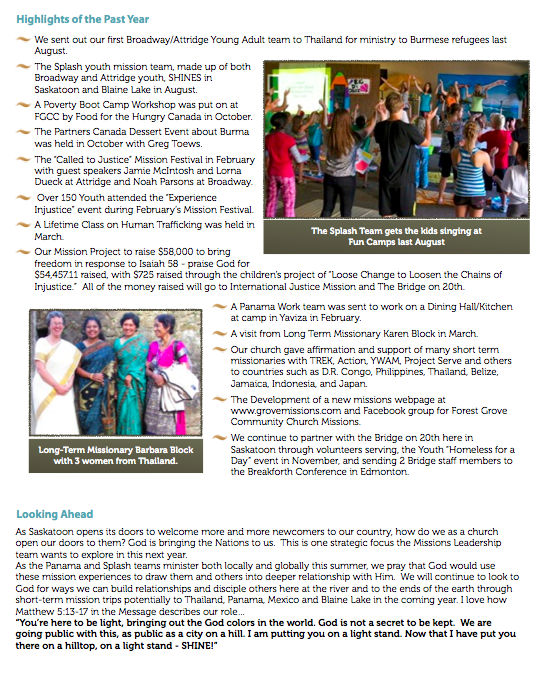 Highlights of the Past Year
We sent out our first Broadway/Attridge Young Adult team to Thailand for ministry to Burmese refugees last
August.
The Splash youth mission team, made up of both
Broadway and Attridge youth, SHINES in
Saskatoon and Blaine Lake in August.
A Poverty Boot Camp Workshop was put on at
FGCC by Food for the Hungry Canada in October.
The Partners Canada Dessert Event about Burma
was held in October with Greg Toews.
The "Called to Justice" Mission Festival in February
with guest speakers Jamie McIntosh and Lorna
Dueck at Attridge and Noah Parsons at Broadway.
Over 150 Youth attended the "Experience
Injustice" event during February's Mission Festival.
A Lifetime Class on Human Trafficking was held in
March.
Our Mission Project to raise $58,000 to bring
freedom in response to Isaiah 58 - praise God for
$54,457.11 raised, with $725 raised through the children's project of "Loose Change to Loosen the Chains of
Injustice." All of the money raised will go to International Justice Mission and The Bridge on 20th.
The Splash Team gets the kids singing at
Fun Camps last August
A Panama Work team was sent to work on a Dining Hall/Kitchen
at camp in Yaviza in February.
A visit from Long Term Missionary Karen Block in March.
Our church gave affirmation and support of many short term
missionaries with TREK, Action, YWAM, Project Serve and others
to countries such as D.R. Congo, Philippines, Thailand, Belize,
Jamaica, Indonesia, and Japan.
The Development of a new missions webpage at
www.grovemissions.com and Facebook group for Forest Grove
Community Church Missions.
We continue to partner with the Bridge on 20th here in
Saskatoon through volunteers serving, the Youth "Homeless for a
Day" event in November, and sending 2 Bridge staff members to
the Breakforth Conference in Edmonton.
Long-Term Missionary Barbara Block
with 3 women from Thailand.
Looking Ahead
As Saskatoon opens its doors to welcome more and more newcomers to our country, how do we as a church
open our doors to them? God is bringing the Nations to us. This is one strategic focus the Missions Leadership
team wants to explore in this next year.
As the Panama and Splash teams minister both locally and globally this summer, we pray that God would use
these mission experiences to draw them and others into deeper relationship with Him. We will continue to look to
God for ways we can build relationships and disciple others here at the river and to the ends of the earth through
short-term mission trips potentially to Thailand, Panama, Mexico and Blaine Lake in the coming year. I love how
Matthew 5:13-17 in the Message describes our role...
"You're here to be light, bringing out the God colors in the world. God is not a secret to be kept. We are
going public with this, as public as a city on a hill. I am putting you on a light stand. Now that I have put you
there on a hilltop, on a light stand - SHINE!"